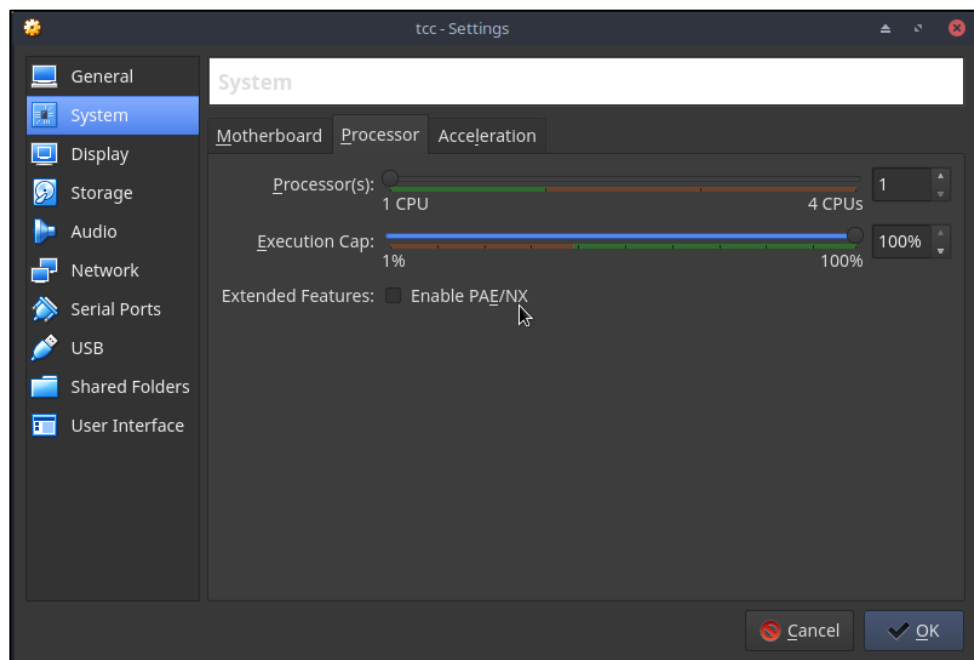 tcc - Settings
General
System
Display
Storage
Audio
Network
Serial Ports
USB
Shared Folders
User Interface
System
Motherboard Processor Acceleration
Processor(s): 1
1 CPU 4 CPUs
Execution Cap: 100%
1% 100%
Extended Features: Enable PAE/NX
Cancel OK